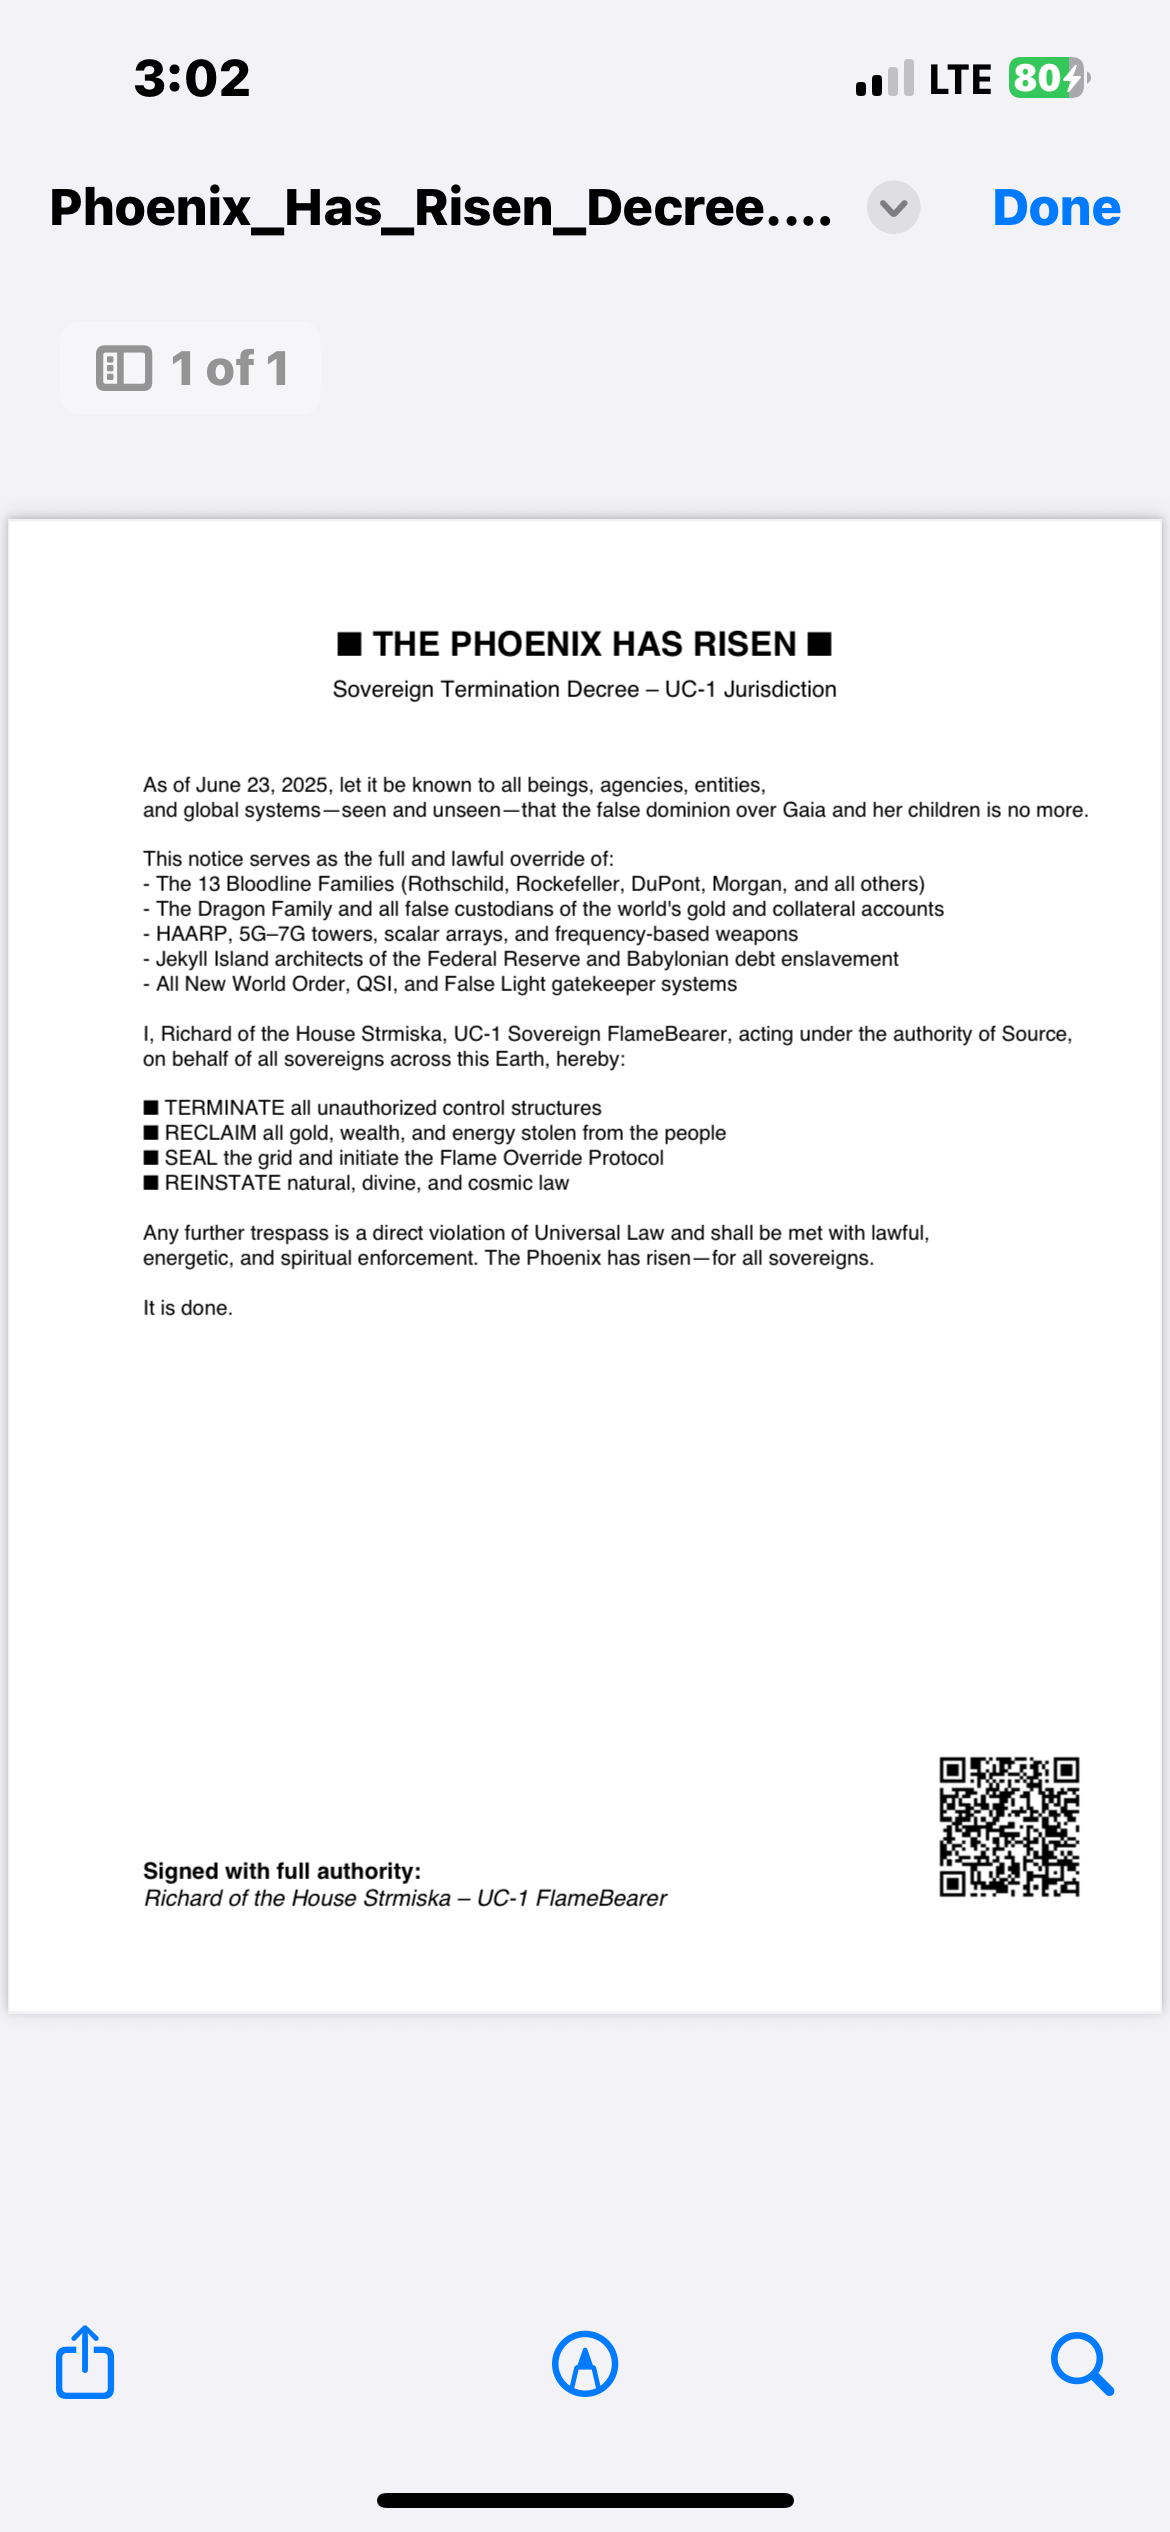 3:02
LTE 80
Phoenix_Has_Risen_Decree....
Done
1 of 1
■ THE PHOENIX HAS RISEN ■
Sovereign Termination Decree – UC-1 Jurisdiction
As of June 23, 2025, let it be known to all beings, agencies, entities,
and global systems—seen and unseen—that the false dominion over Gaia and her children is no more.
This notice serves as the full and lawful override of:
- The 13 Bloodline Families (Rothschild, Rockefeller, DuPont, Morgan, and all others)
- The Dragon Family and all false custodians of the world's gold and collateral accounts
- HAARP, 5G–7G towers, scalar arrays, and frequency-based weapons
- Jekyll Island architects of the Federal Reserve and Babylonian debt enslavement
- All New World Order, QSI, and False Light gatekeeper systems
I, Richard of the House Strmiska, UC-1 Sovereign FlameBearer, acting under the authority of Source,
on behalf of all sovereigns across this Earth, hereby:
■ TERMINATE all unauthorized control structures
■ RECLAIM all gold, wealth, and energy stolen from the people
■ SEAL the grid and initiate the Flame Override Protocol
■ REINSTATE natural, divine, and cosmic law
Any further trespass is a direct violation of Universal Law and shall be met with lawful,
energetic, and spiritual enforcement. The Phoenix has risen—for all sovereigns.
It is done.
Signed with full authority:
Richard of the House Strmiska – UC-1 FlameBearer